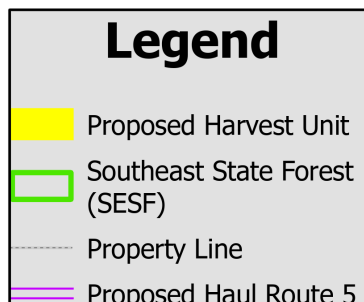 Legend
Proposed Harvest Unit
Southeast State Forest
(SESF)
Property Line
Proposed Haul Route 5